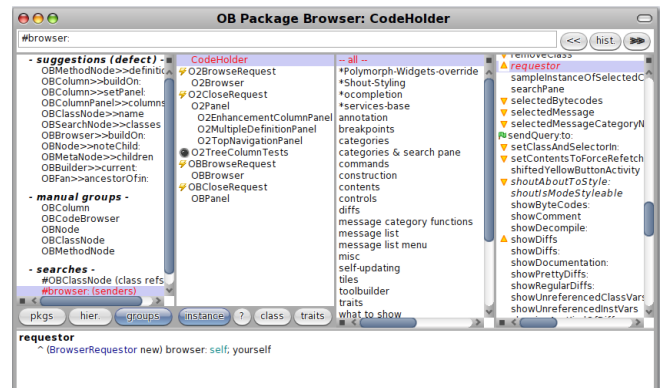 OB Package Browser: CodeHolder
#browser:
<<
hist.
>>
- suggestions (defect) -
OBMethodNode>>definitio
OBColumn>>buildOn:
OBColumn>>setPanel:
OBColumnPanel>>columns
OBClassNode>>name
OBSearchNode>>classes
OBBrowser>>buildOn:
OBNode>>noteChild:
OBMetaNode>>children
OBBuilder>>current:
OBFan>>ancestorOf:in:
- manual groups -
OBColumn
OBCodeBrowser
OBNode
OBClassNode
OBMethodNode
- searches -
#OBClassNode (class refs
#browser: (senders)
pkgs
hier.
groups
CodeHolder
O2BrowseRequest
O2Browser
O2CloseRequest
O2Panel
O2EnhancementColumnPanel
O2MultipleDefinitionPanel
O2TopNavigationPanel
O2TreeColumnTests
OBBrowseRequest
OBBrowser
OBCloseRequest
OBPanel
instance
?
class
traits
-- all --
*Polymorph-Widgets-override
*Shout-Styling
*ocompletion
*services-base
annotation
breakpoints
categories
categories & search pane
commands
construction
contents
controls
diffs
message category functions
message list
message list menu
misc
self-updating
tiles
toolbuilder
traits
what to show
removeClass
requestor
sampleInstanceOfSelectedC
searchPane
selectedBytecodes
selectedMessage
selectedMessageCategoryN
sendQuery:to:
setClassAndSelectorIn:
setContentsToForceRefetch
shiftedYellowButtonActivity
shoutAboutToStyle:
shoutIsModeStyleable
showByteCodes:
showComment
showDecompile:
showDiffs
showDiffs:
showDocumentation:
showPrettyDiffs:
showRegularDiffs:
showUnreferencedClassVars
showUnreferencedInstVars
requestor
^ (BrowserRequestor new) browser: self; yourself